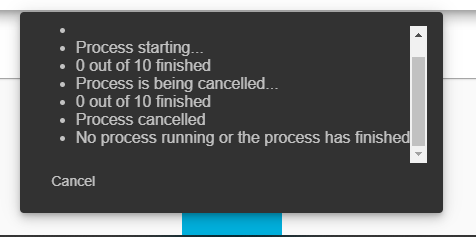 Process starting...
0 out of 10 finished
Process is being cancelled...
0 out of 10 finished
Process cancelled
No process running or the process has finished
Cancel